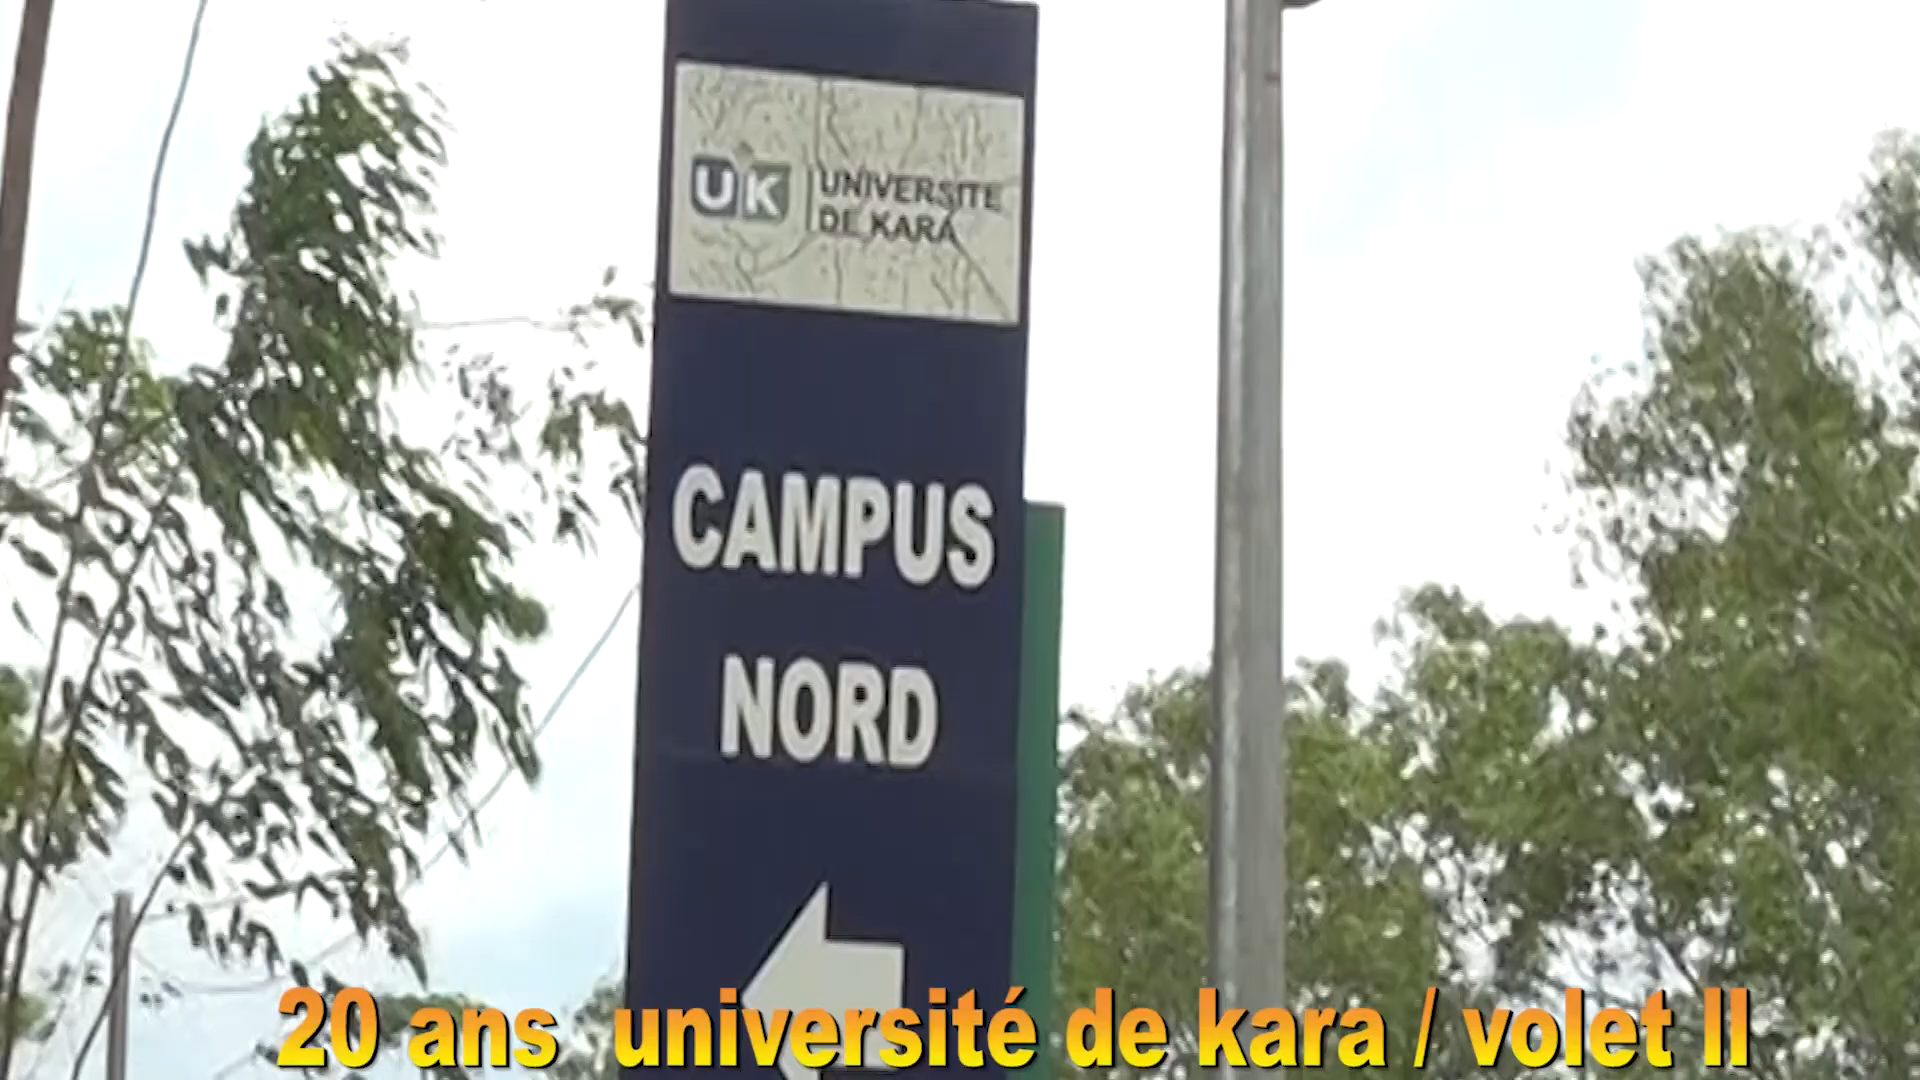 UK
UNIVERSITE
DE KARA
CAMPUS
NORD
20 ans université de kara / volet II